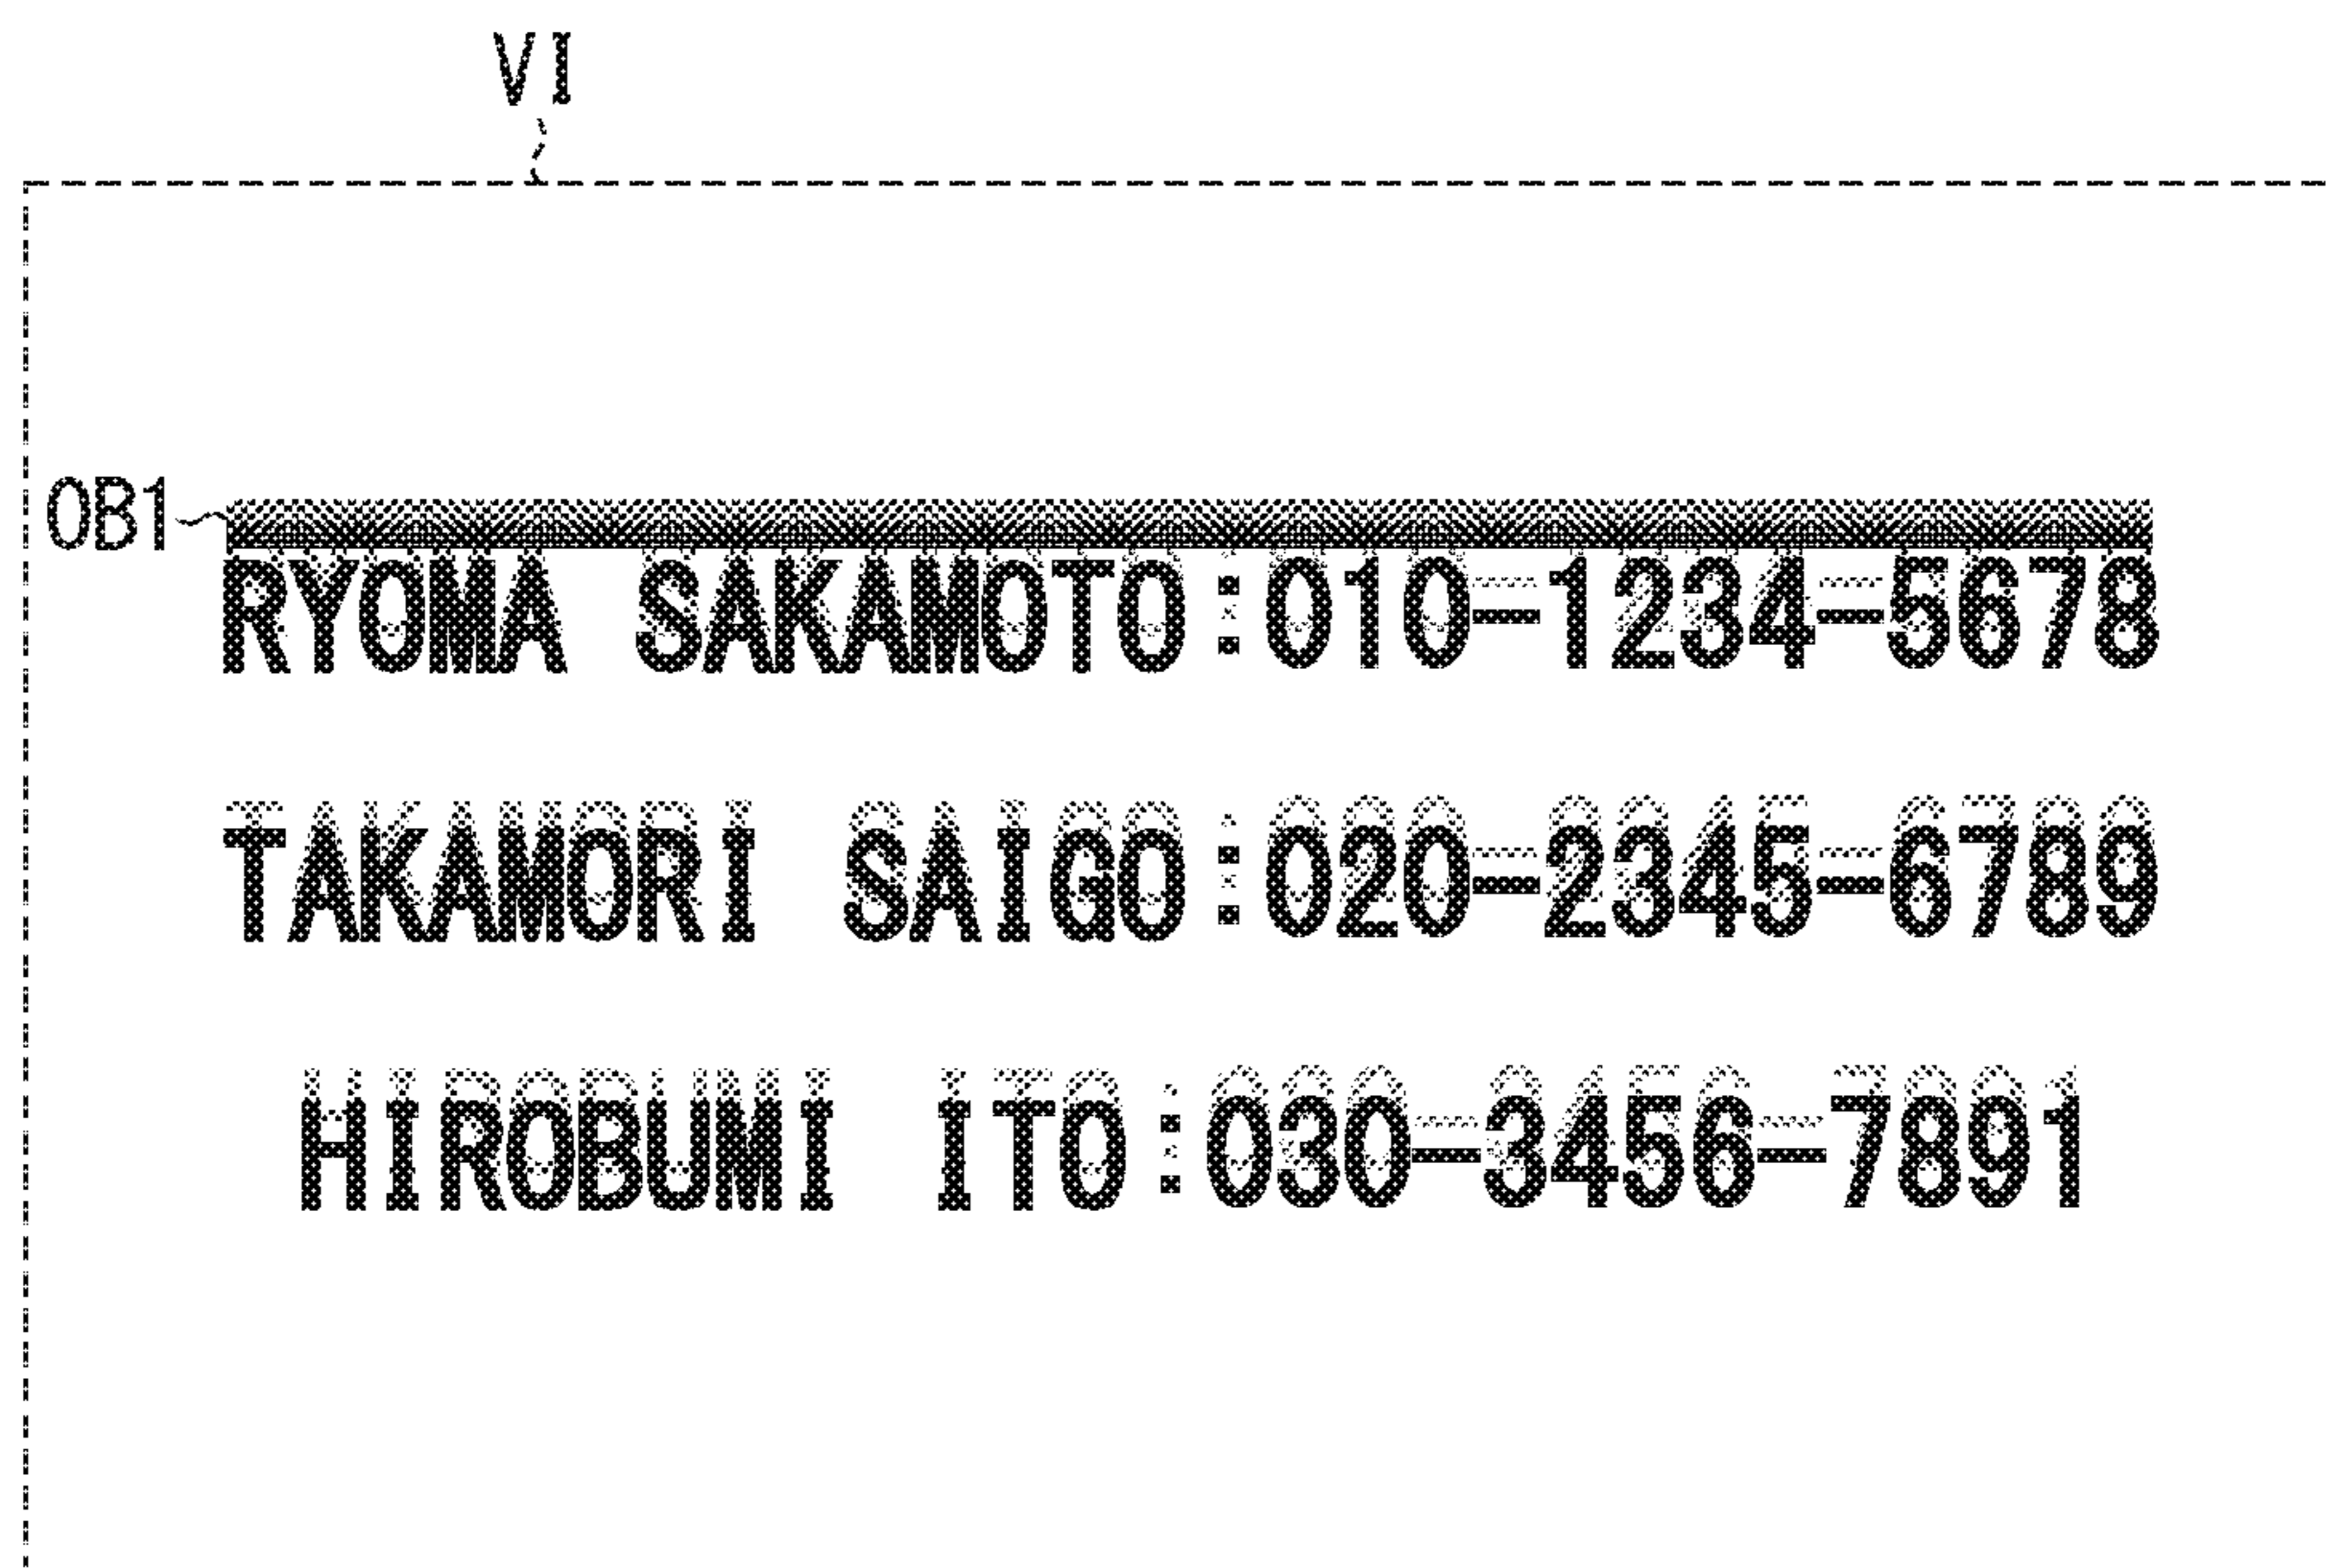 VI
OB1
RYOMA SAKAMOTO:010-1234-5678
TAKAMORI SAIGO:020-2345-6789
HIROBUMI ITO:030-3456-7891